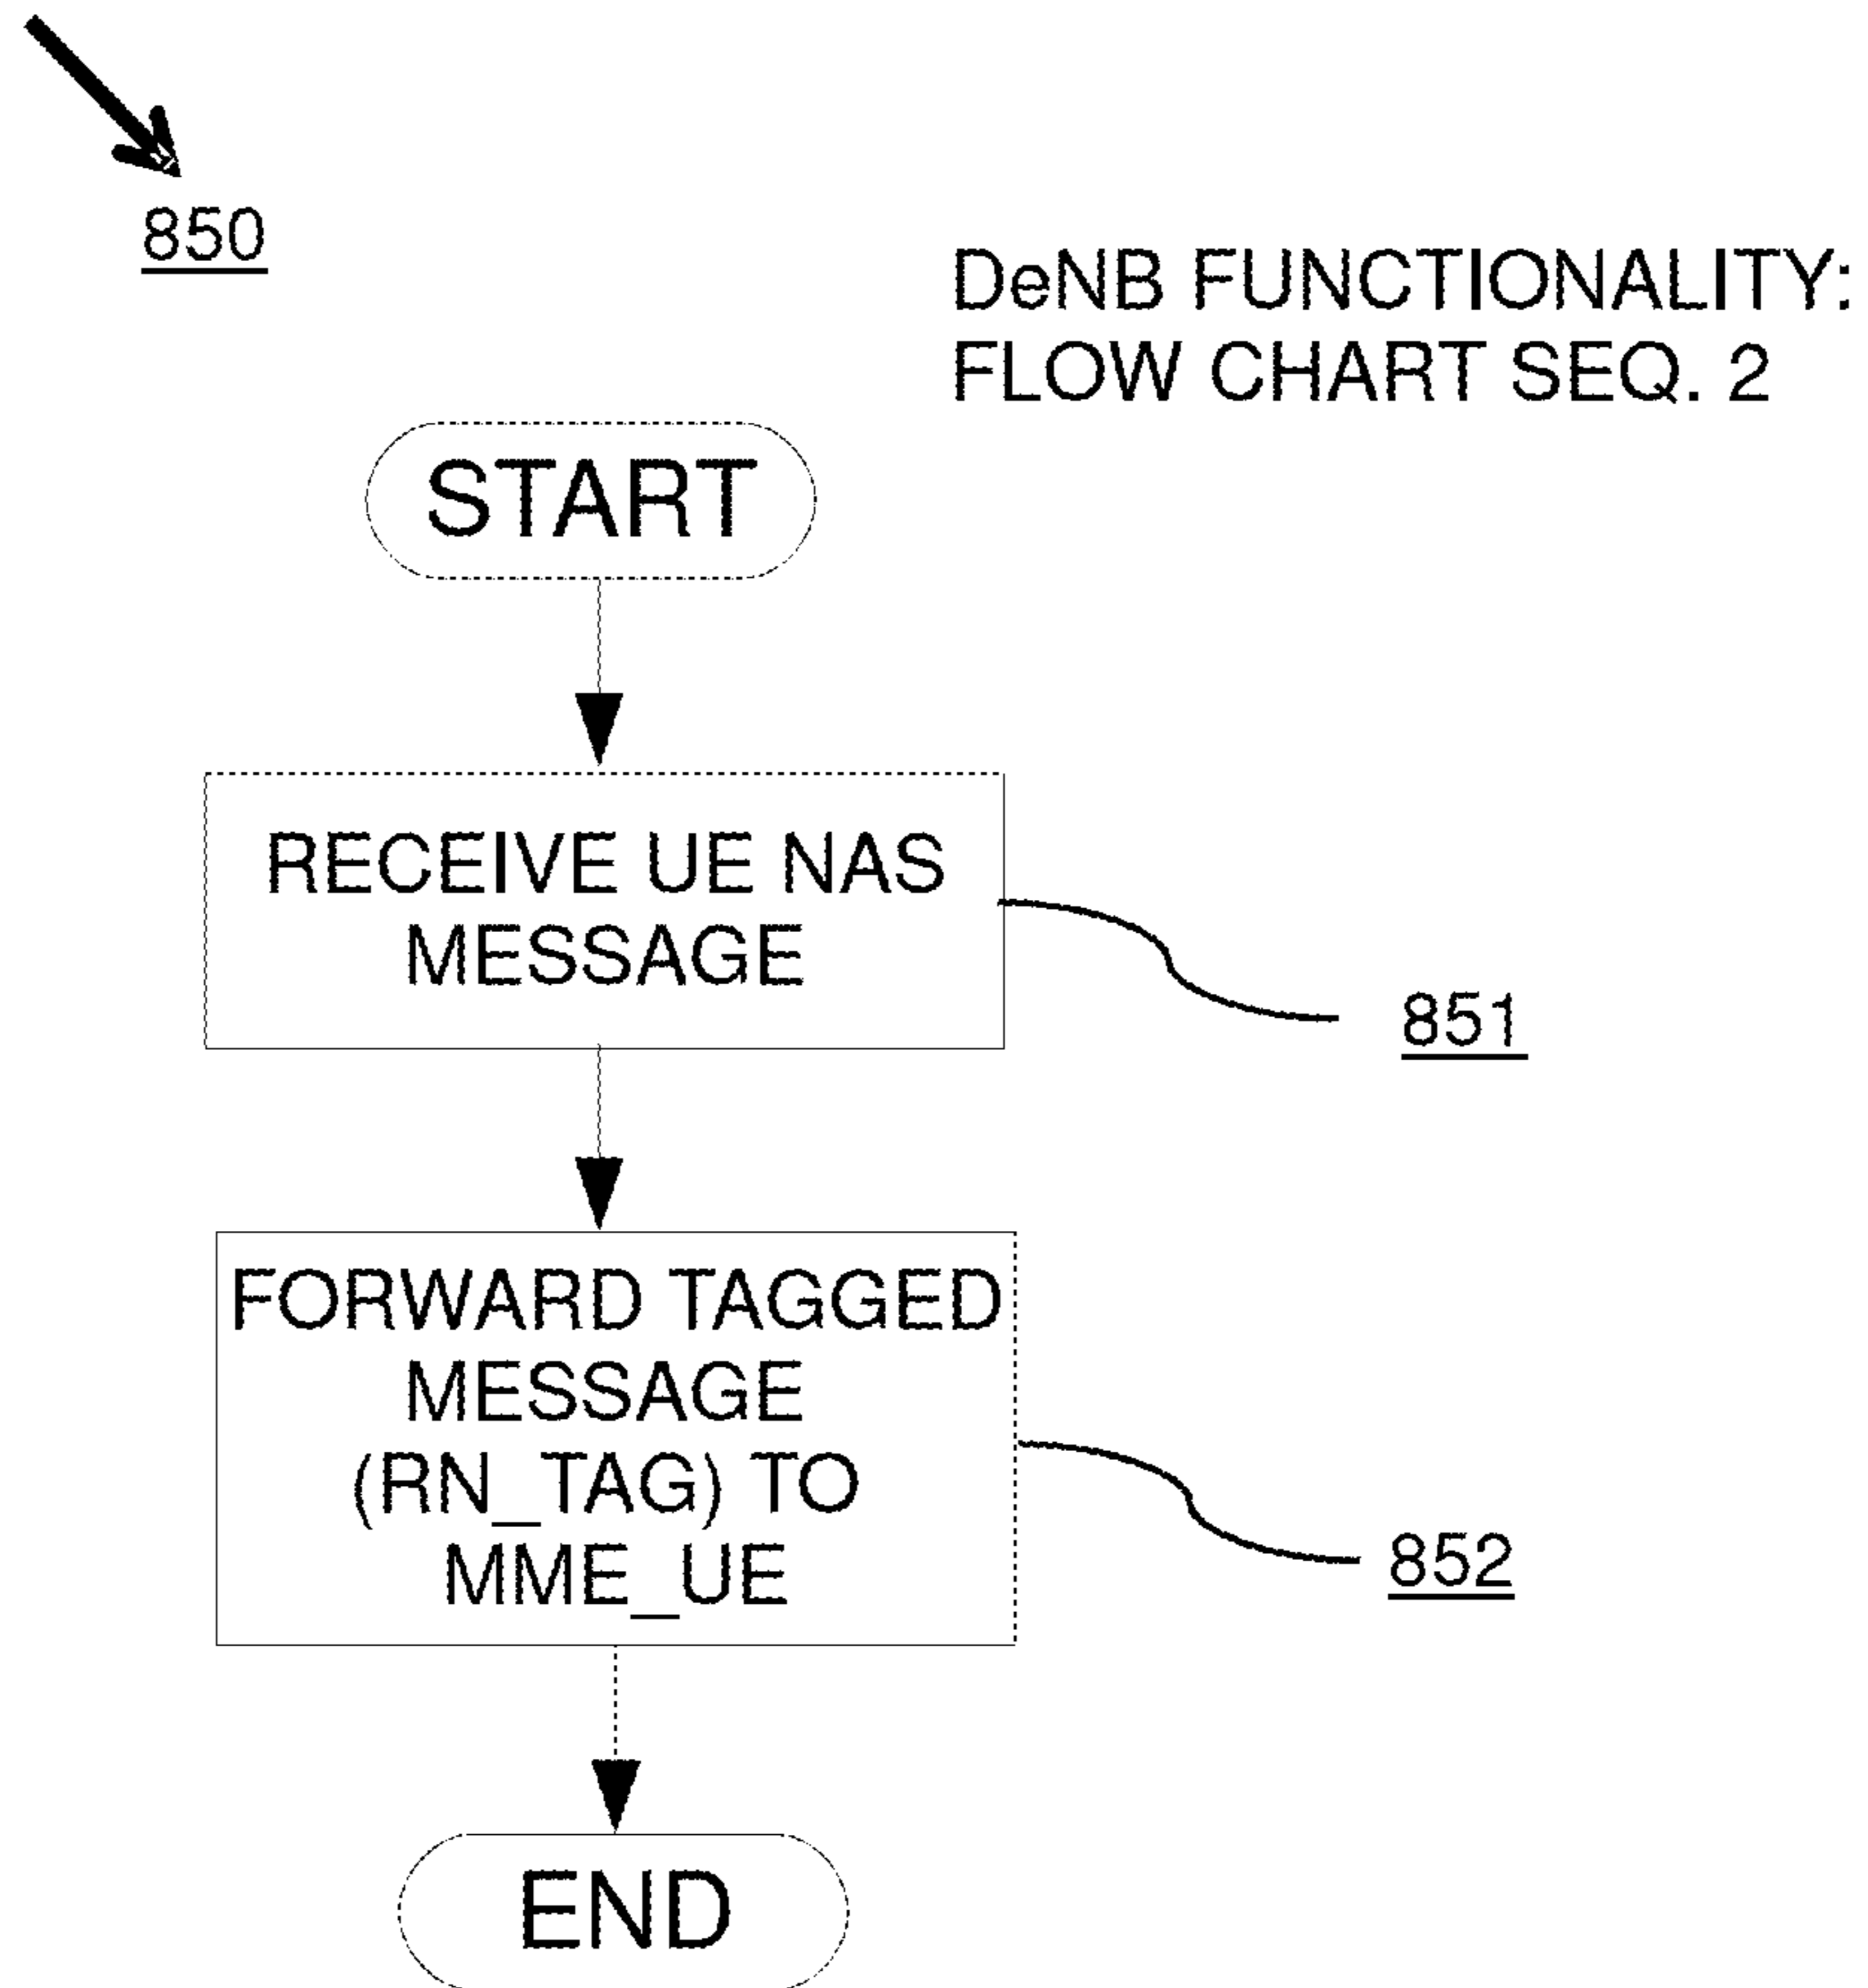 850
DeNB FUNCTIONALITY:
FLOW CHART SEQ. 2
START
RECEIVE UE NAS
MESSAGE
851
FORWARD TAGGED
MESSAGE
(RN_TAG) TO
MME_UE
852
END